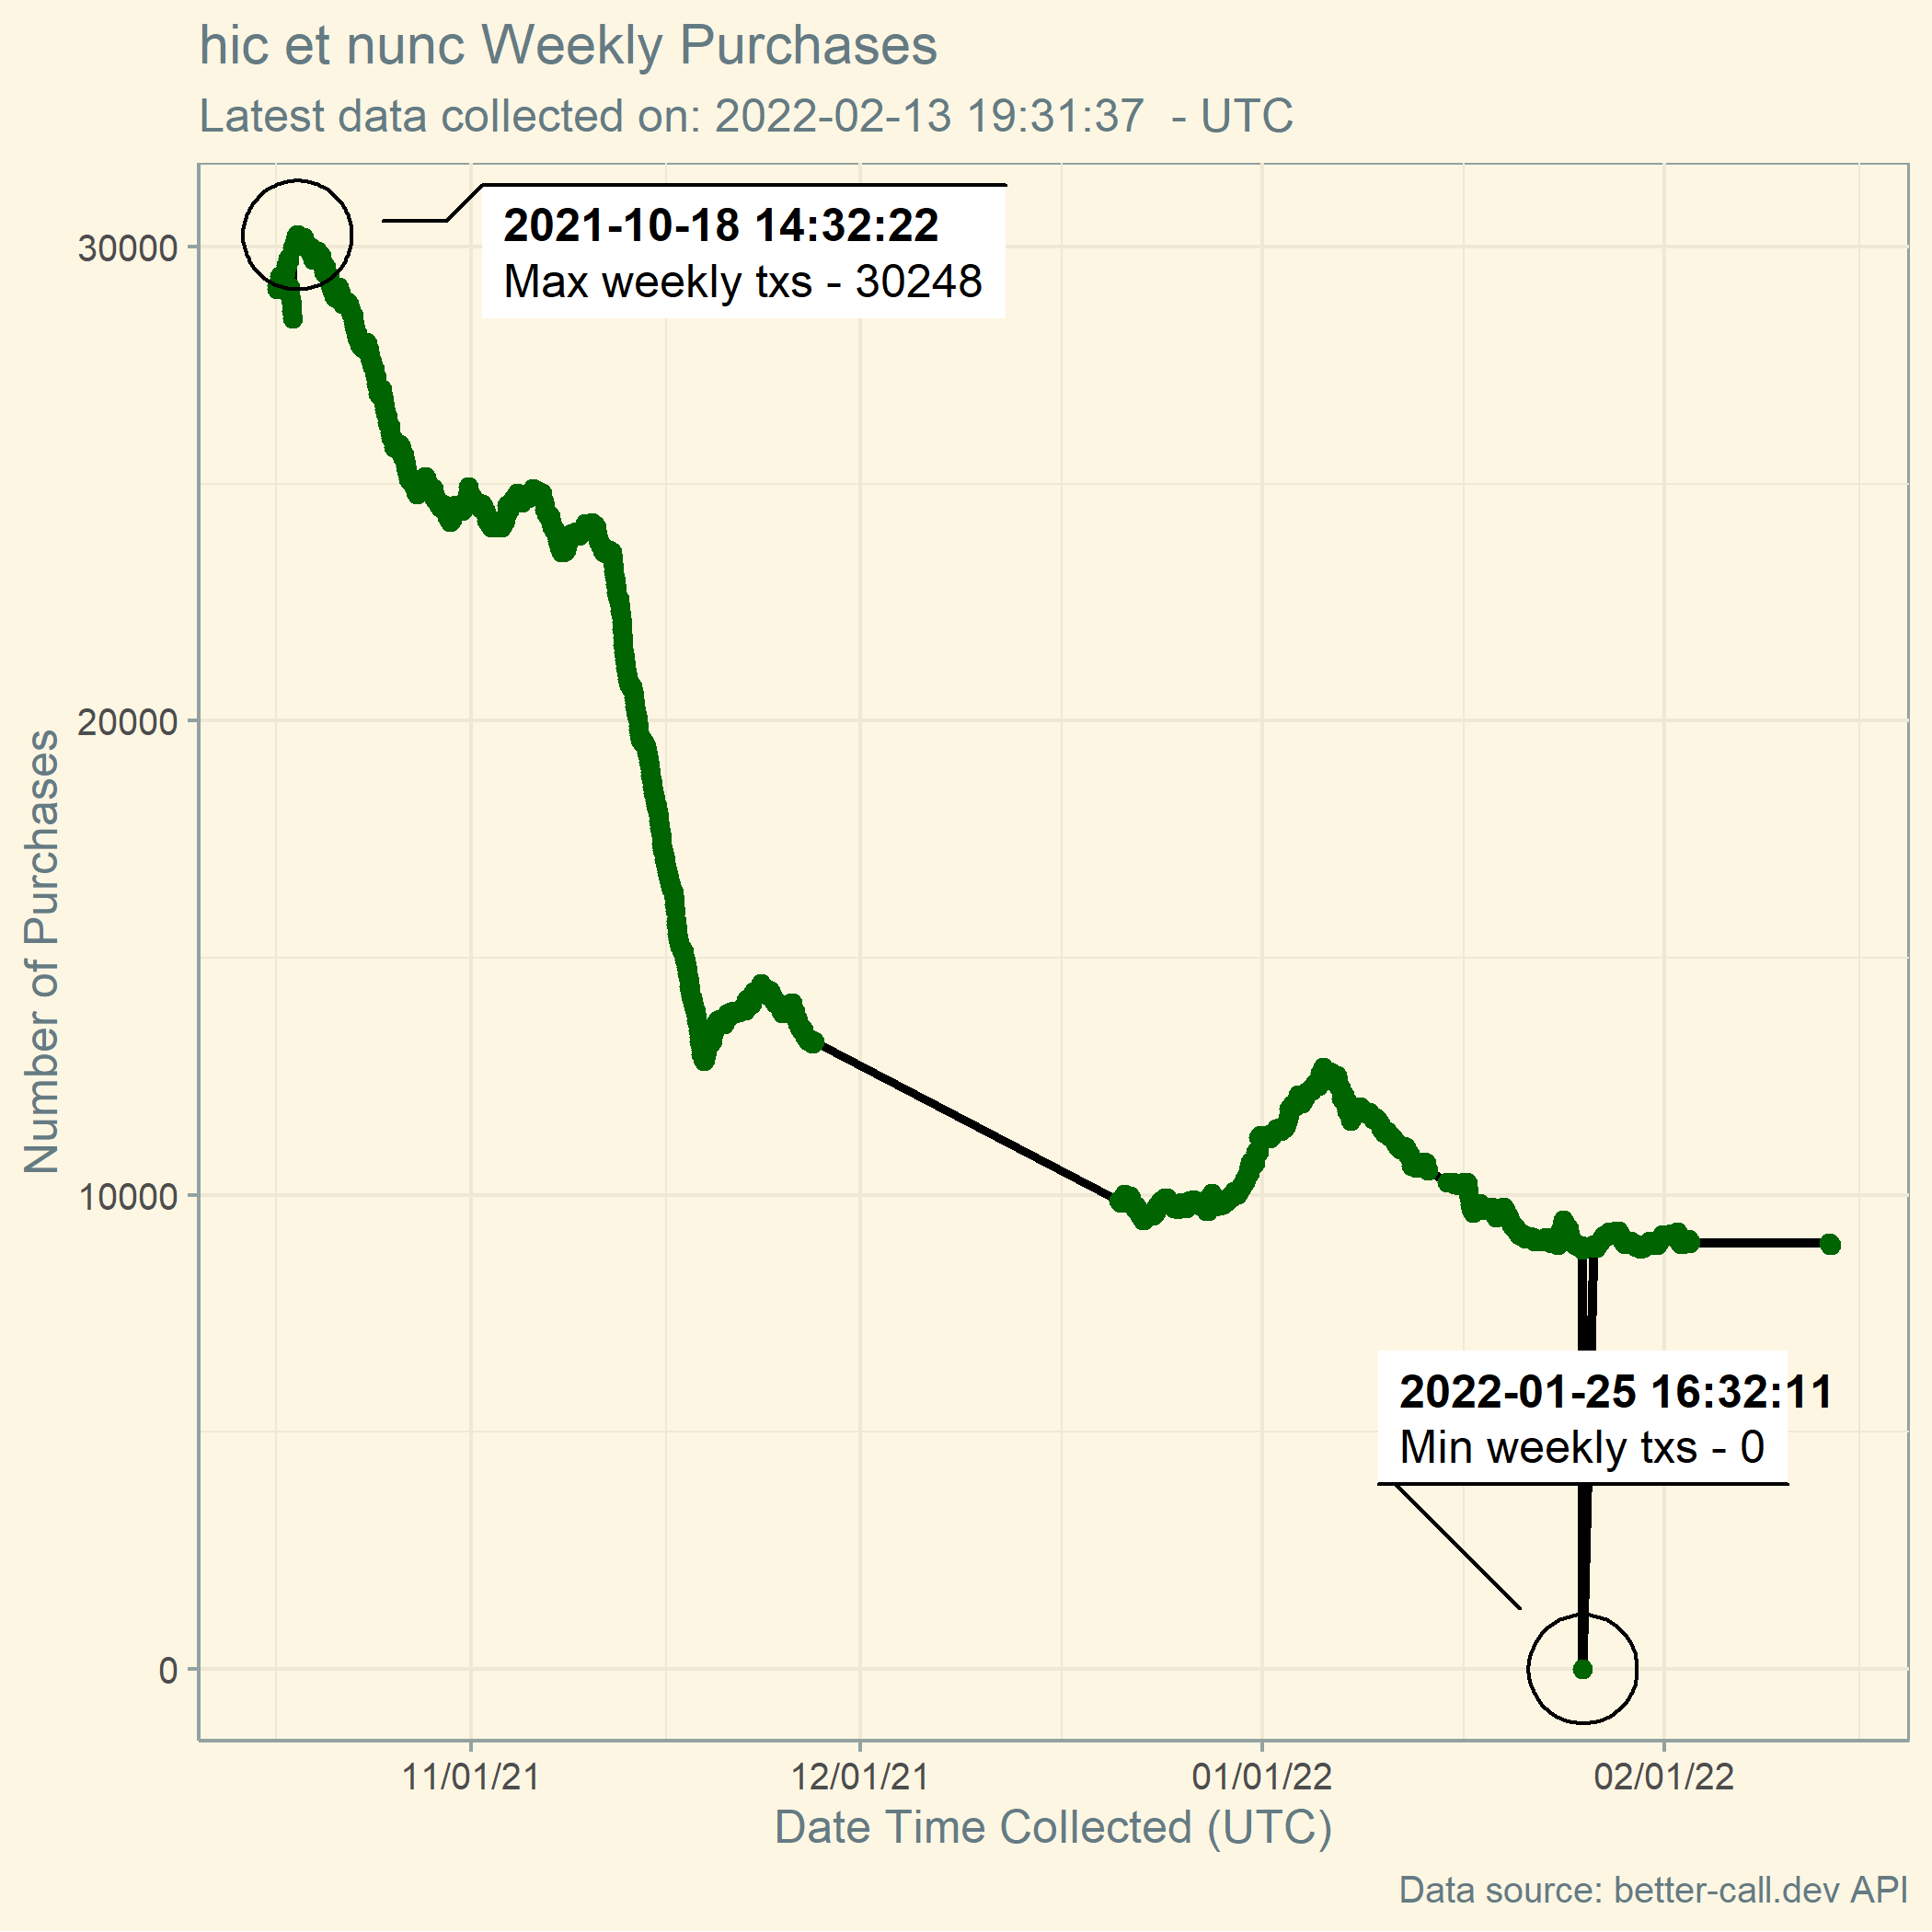 hic et nunc Weekly Purchases
Latest data collected on: 2022-02-13 19:31:37  - UTC
2021-10-18 14:32:22
Max weekly txs - 30248
30000
20000
10000
0
Number of Purchases
2022-01-25 16:32:11
Min weekly txs - 0
11/01/21
12/01/21
01/01/22
02/01/22
Date Time Collected (UTC)
Data source: better-call.dev API